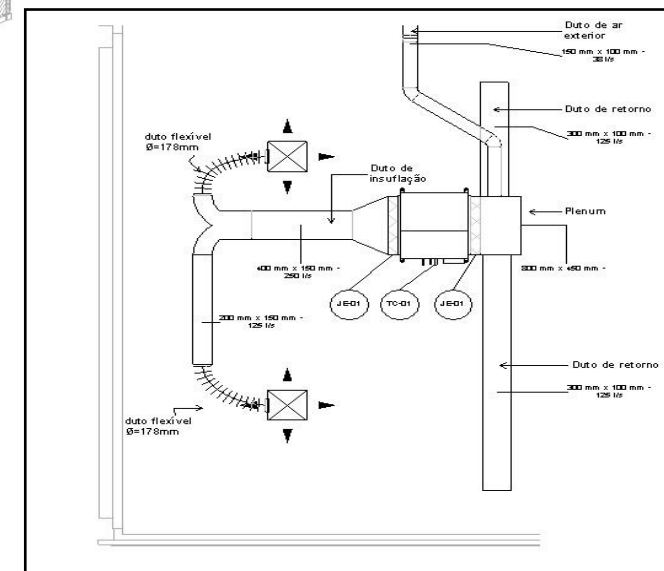 Duto de ar
exterior
150 mm x 100 mm -
38 l/s
Duto de retorno
300 mm x 100 mm -
125 l/s
duto flexível
Ø=178mm
Duto de
insuflação
Plenum
400 mm x 150 mm -
250 l/s
800 mm x 450 mm -
JE-01
TC-01
JE-01
200 mm x 150 mm -
125 l/s
Duto de retorno
300 mm x 100 mm -
125 l/s
duto flexível
Ø=178mm